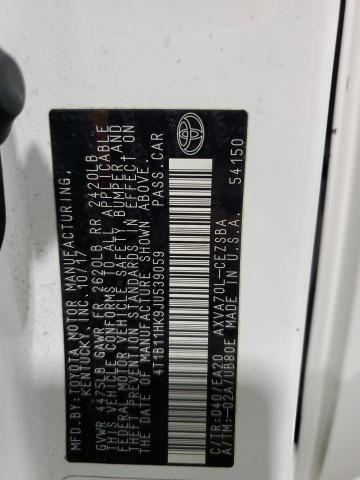 MFD.BY:TOYOTA MOTOR MANUFACTURING,
KENTUCKY, INC. 10/17
GVWR 4475LB GAWR FR 2620LB RR 2420LB
THIS VEHICLE CONFORMS TO ALL APPLICABLE
FEDERAL MOTOR VEHICLE SAFETY, BUMPER, AND
THEFT PREVENTION STANDARDS IN EFFECT ON
THE DATE OF MANUFACTURE SHOWN ABOVE.
4T1B11HK9JU539059 PASS.CAR
C/TR:040/EA20 AXVA70L-CEZSBA
A/TM:-02A/UB80E MADE IN U.S.A.
54150